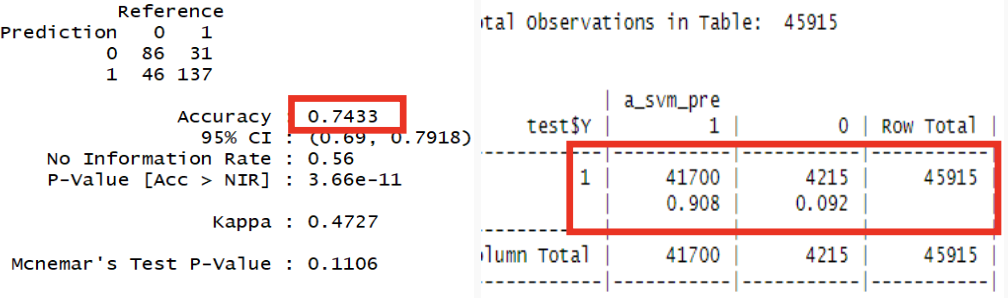 Reference
Prediction 0 1
0 86 31
1 46 137
Accuracy : 0.7433
95% CI : (0.69, 0.7918)
No Information Rate : 0.56
P-Value [Acc > NIR] : 3.66e-11
Kappa : 0.4727
Mcnemar's Test P-Value : 0.1106
otal Observations in Table: 45915
| a_svm_pre
test$Y | 1 | 0 | Row Total |
-----------|-----------|-----------|-----------|
1 | 41700 | 4215 | 45915 |
| 0.908 | 0.092 | |
-----------|-----------|-----------|-----------|
olumn Total | 41700 | 4215 | 45915 |
-----------|-----------|-----------|-----------|